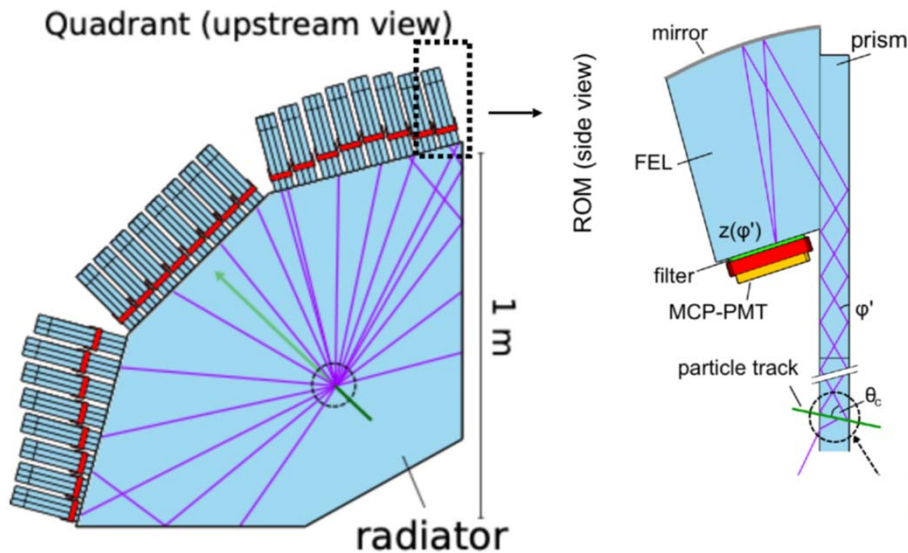 Quadrant (upstream view)
1 m
radiator
ROM (side view)
mirror
prism
FEL
z(φ')
filter
MCP-PMT
φ'
particle track
θc